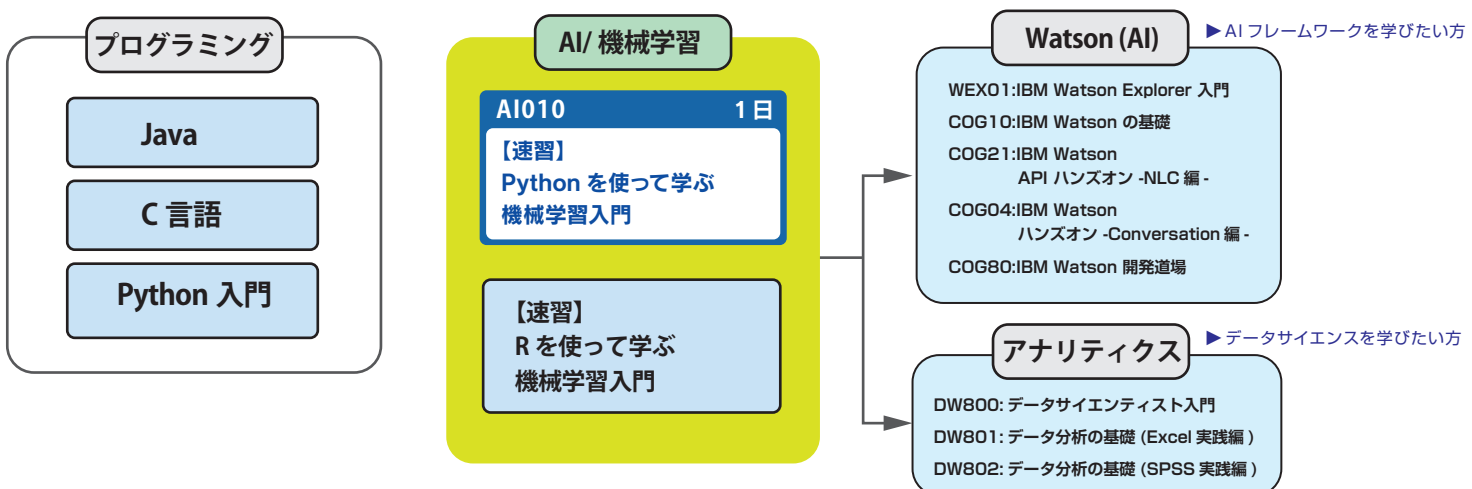 プログラミング
Java
C 言語
Python 入門
AI/ 機械学習
AI010 1 日
【速習】
Python を使って学ぶ
機械学習入門
【速習】
R を使って学ぶ
機械学習入門
Watson (AI)
▶AI フレームワークを学びたい方
WEX01:IBM Watson Explorer 入門
COG10:IBM Watson の基礎
COG21:IBM Watson
API ハンズオン -NLC 編 -
COG04:IBM Watson
ハンズオン -Conversation 編 -
COG80:IBM Watson 開発道場
アナリティクス
▶データサイエンスを学びたい方
DW800: データサイエンティスト入門
DW801: データ分析の基礎 (Excel 実践編 )
DW802: データ分析の基礎 (SPSS 実践編 )